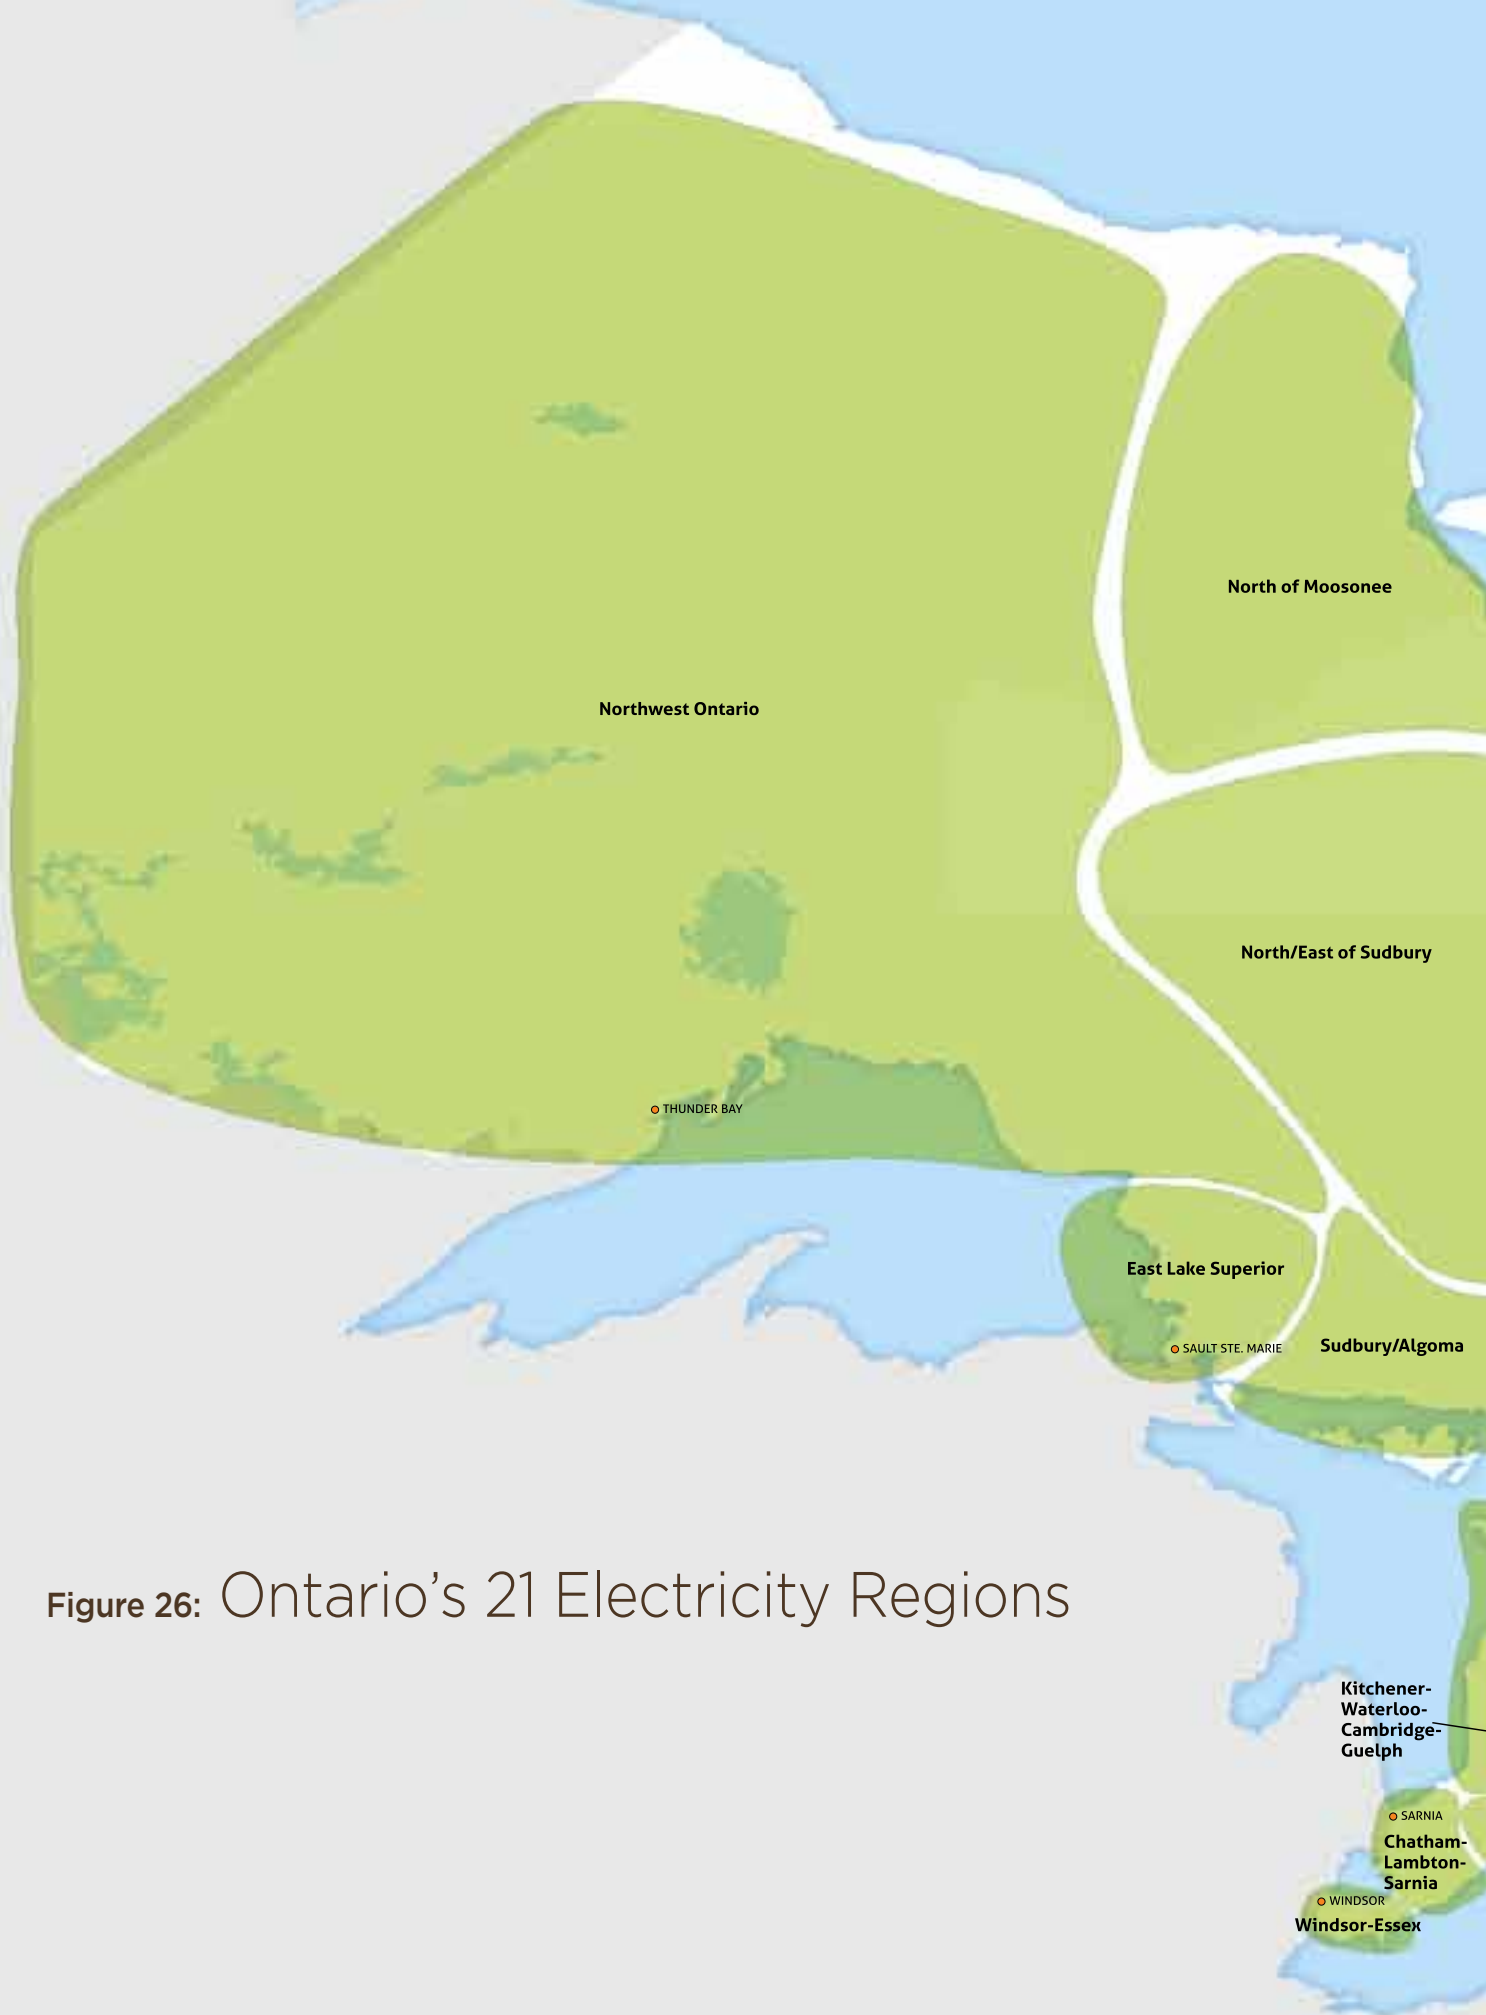 North of Moosonee
Northwest Ontario
North/East of Sudbury
THUNDER BAY
East Lake Superior
SAULT STE. MARIE
Sudbury/Algoma
Figure 26: Ontario’s 21 Electricity Regions
Kitchener-
Waterloo-
Cambridge-
Guelph
SARNIA
Chatham-
Lambton-
Sarnia
WINDSOR
Windsor-Essex